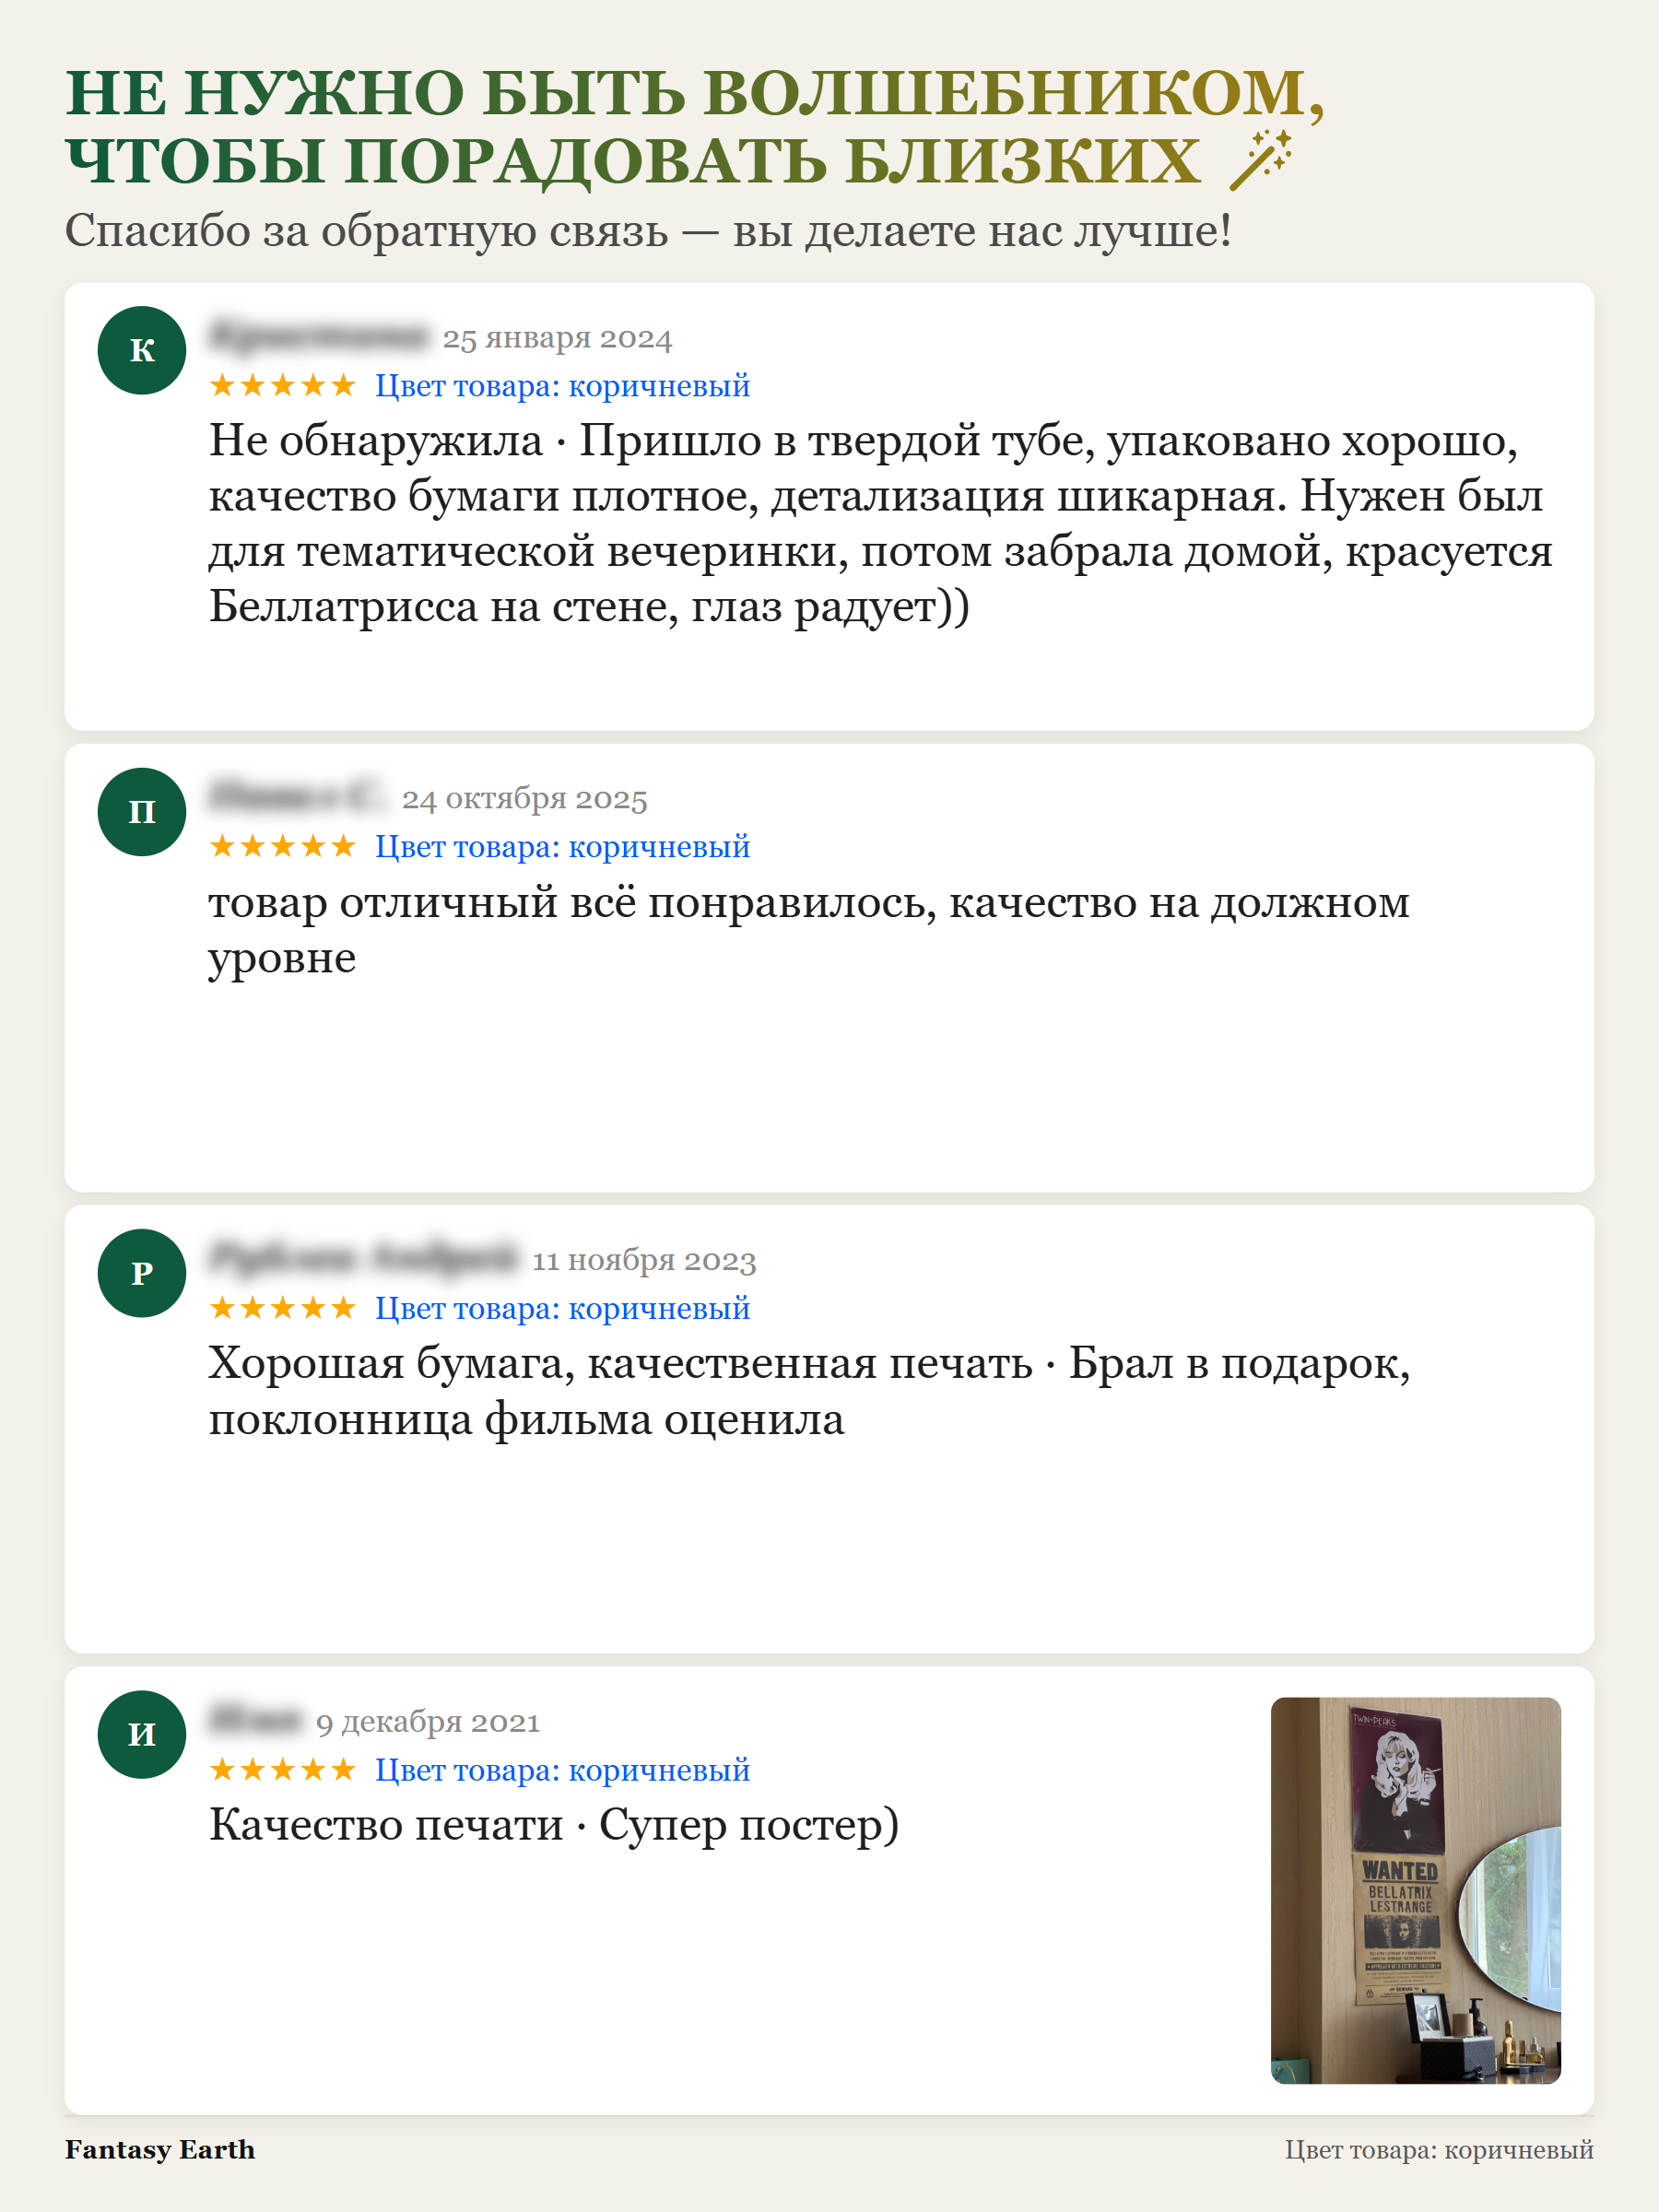 НЕ НУЖНО БЫТЬ ВОЛШЕБНИКОМ,
ЧТОБЫ ПОРАДОВАТЬ БЛИЗКИХ
Спасибо за обратную связь — вы делаете нас лучше!
К
25 января 2024
★★★★★ Цвет товара: коричневый
Не обнаружила · Пришло в твердой тубе, упаковано хорошо,
качество бумаги плотное, детализация шикарная. Нужен был
для тематической вечеринки, потом забрала домой, красуется
Беллатрисса на стене, глаз радует))
П
24 октября 2025
★★★★★ Цвет товара: коричневый
товар отличный всё понравилось, качество на должном
уровне
Р
11 ноября 2023
★★★★★ Цвет товара: коричневый
Хорошая бумага, качественная печать · Брал в подарок,
поклонница фильма оценила
И
9 декабря 2021
★★★★★ Цвет товара: коричневый
Качество печати · Супер постер)
TWIN-PEAKS
WANTED
BELLATRIX
LESTRANGE
Fantasy Earth
Цвет товара: коричневый